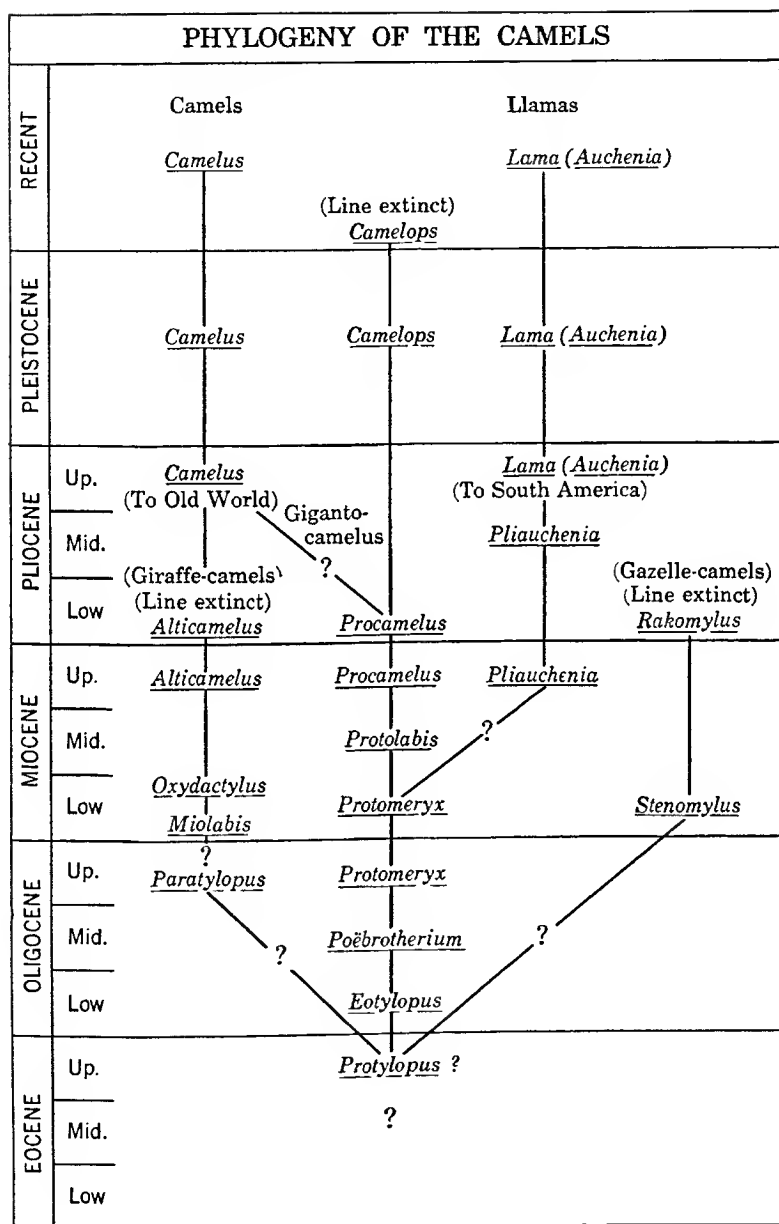 PHYLOGENY OF THE CAMELS
RECENT
Camels
Llamas
Camelus
Lama (Auchenia)
(Line extinct)
Camelops
PLEISTOCENE
Camelus
Camelops
Lama (Auchenia)
PLIOCENE
Up.
Camelus
(To Old World)
Lama (Auchenia)
(To South America)
Mid.
Giganto-
camelus
?
Pliauchenia
Low
(Giraffe-camels)
(Line extinct)
Alticamelus
Procamelus
(Gazelle-camels)
(Line extinct)
Rakomylus
MIOCENE
Up.
Alticamelus
Procamelus
Pliauchenia
Mid.
Protolabis
?
Low
Oxydactylus
Miolabis
Protomeryx
Stenomylus
OLIGOCENE
Up.
?
Paratylopus
Protomeryx
Mid.
?
Poëbrotherium
?
Low
Eotylopus
EOCENE
Up.
Protylopus ?
Mid.
?
Low